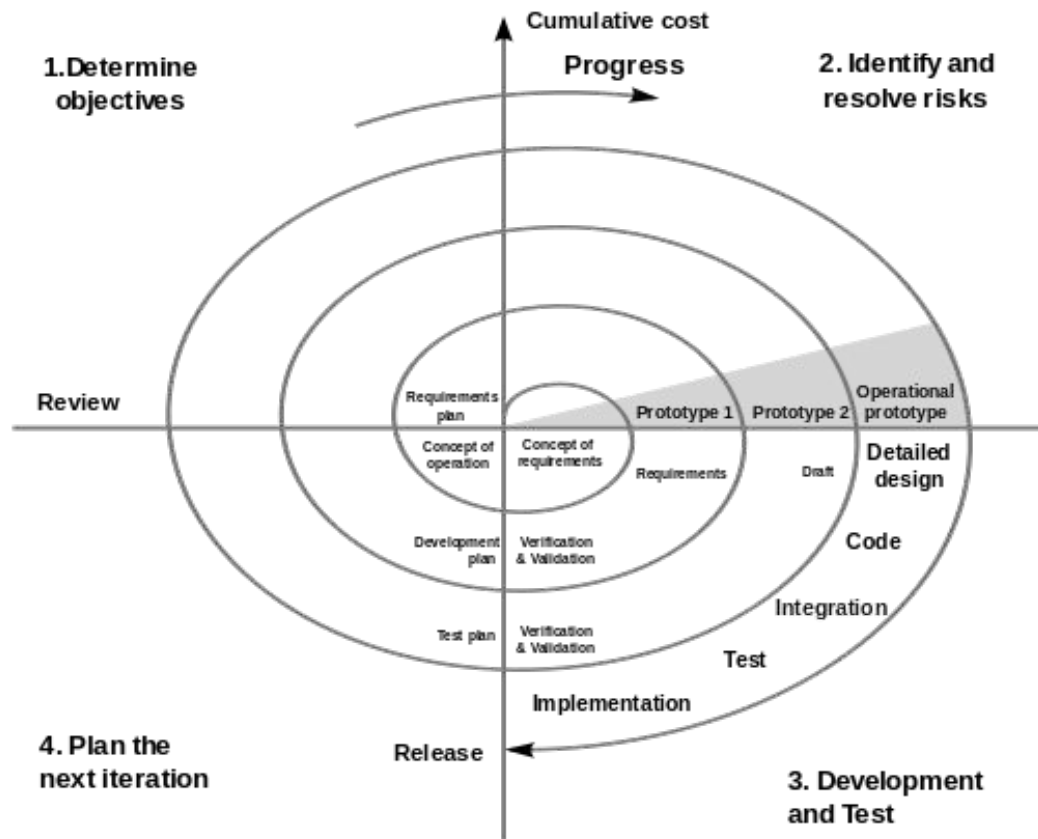 Cumulative cost
Progress
1.Determine
objectives
2. Identify and
resolve risks
Review
Requirements
plan
Prototype 1
Prototype 2
Operational
prototype
Concept of
operation
Concept of
requirements
Requirements
Draft
Detailed
design
Development
plan
Verification
& Validation
Code
Integration
Test plan
Verification
& Validation
Test
Implementation
Release
4. Plan the
next iteration
3. Development
and Test